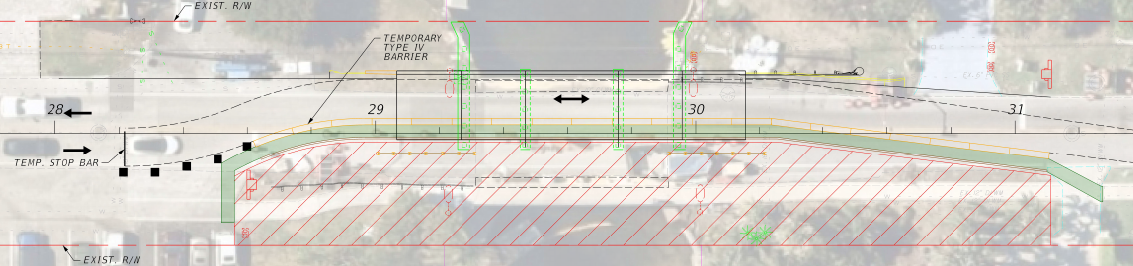 EXIST. R/W
TEMPORARY
TYPE IV
BARRIER
28
29
30
31
TEMP. STOP BAR
EXIST. R/W